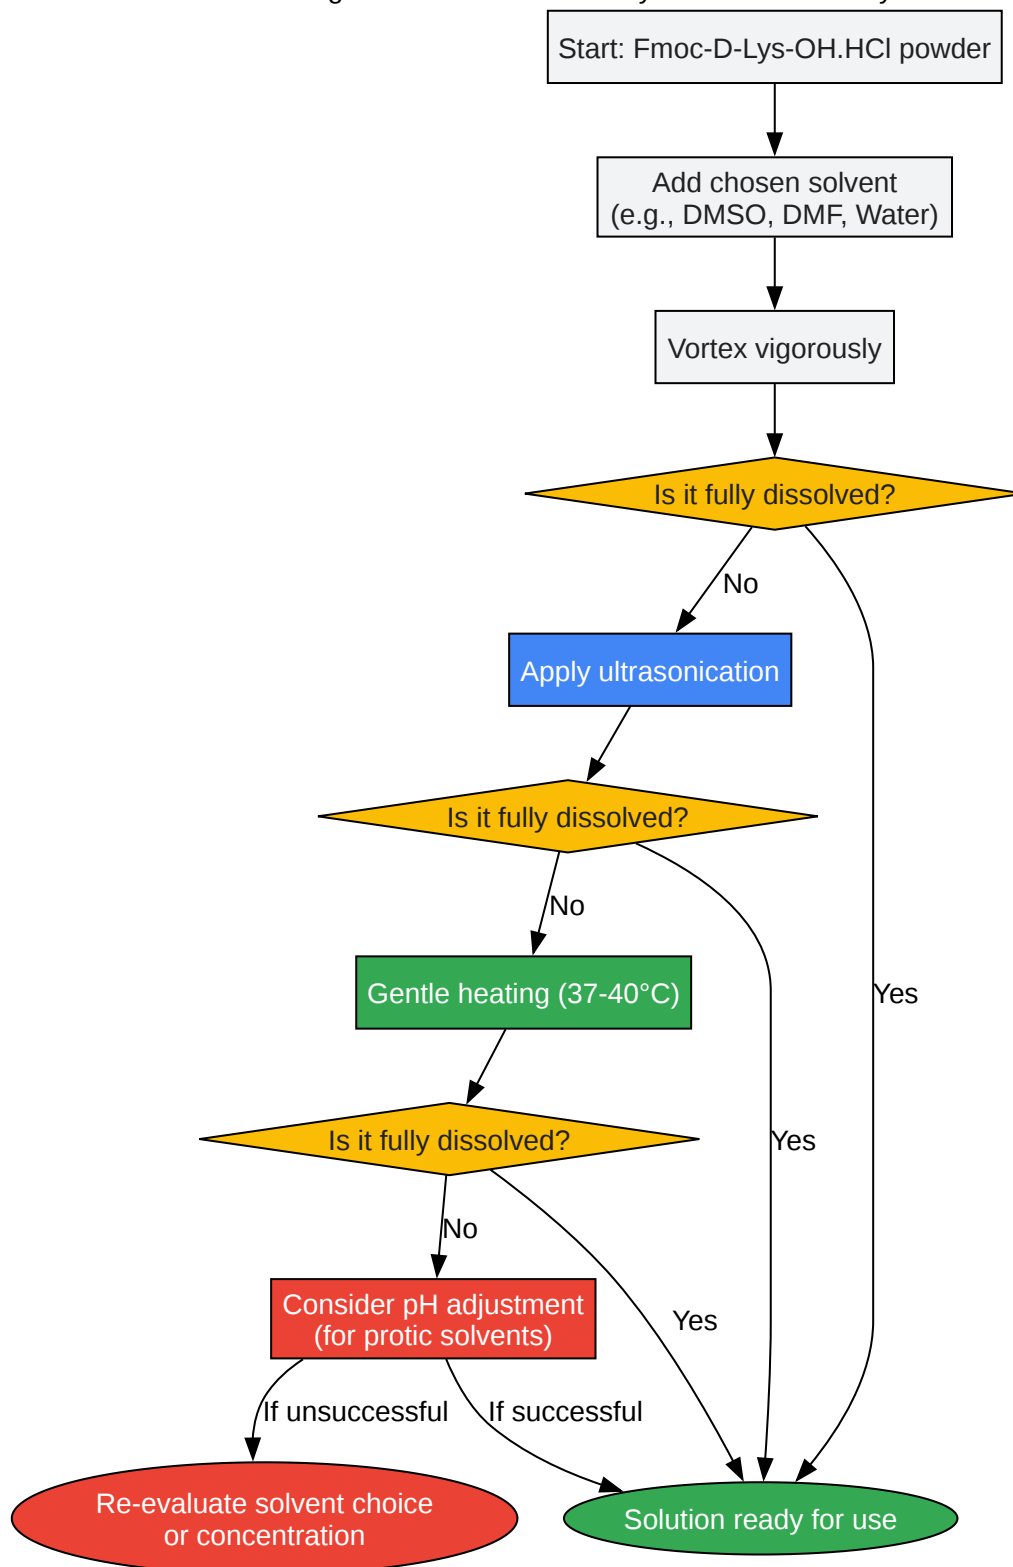 Start: Fmoc-D-Lys-OH.HCl powder
Add chosen solvent
(e.g., DMSO, DMF, Water)
Vortex vigorously
Is it fully dissolved?
No
Apply ultrasonication
Is it fully dissolved?
No
Gentle heating (37-40°C)
Yes
Is it fully dissolved?
Yes
No
Consider pH adjustment
(for protic solvents)
Yes
If unsuccessful
If successful
Re-evaluate solvent choice
or concentration
Solution ready for use